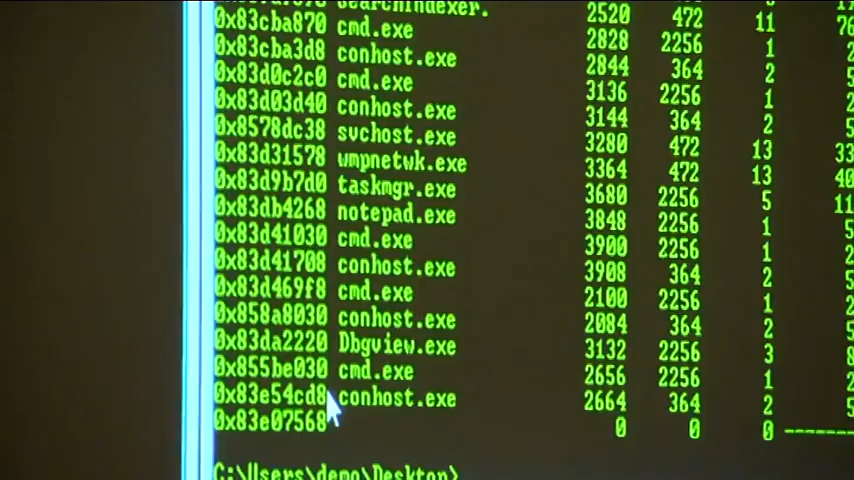 searchindexer. 2520 472 11
0x83cba870 cmd.exe 2828 2256 1
0x83cba3d8 conhost.exe 2844 364 2
0x83d0c2c0 cmd.exe 3136 2256 1
0x83d03d40 conhost.exe 3144 364 2
0x8578dc38 svchost.exe 3280 472 13
0x83d31578 wmpnetwk.exe 3364 472 13
0x83d9b7d0 taskmgr.exe 3680 2256 5
0x83db4268 notepad.exe 3848 2256 1
0x83d41030 cmd.exe 3900 2256 1
0x83d41708 conhost.exe 3908 364 2
0x83d469f8 cmd.exe 2100 2256 1
0x858a8030 conhost.exe 2084 364 2
0x83da2220 Dbgview.exe 3132 2256 3
0x855be030 cmd.exe 2656 2256 1
0x83e54cd8 conhost.exe 2664 364 2
0x83e07568 0 0 0 ------
C:\Users\demo\Desktop>